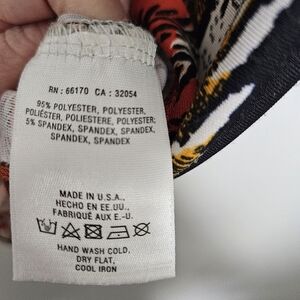 RN : 66170 CA : 32054
95% POLYESTER, POLYESTER,
POLIÉSTER, POLIESTERE, POLYESTER;
5% SPANDEX, SPANDEX, SPANDEX,
SPANDEX, SPANDEX
MADE IN U.S.A.,
HECHO EN EE.UU.,
FABRIQUÉ AUX E.-U.
HAND WASH COLD,
DRY FLAT,
COOL IRON